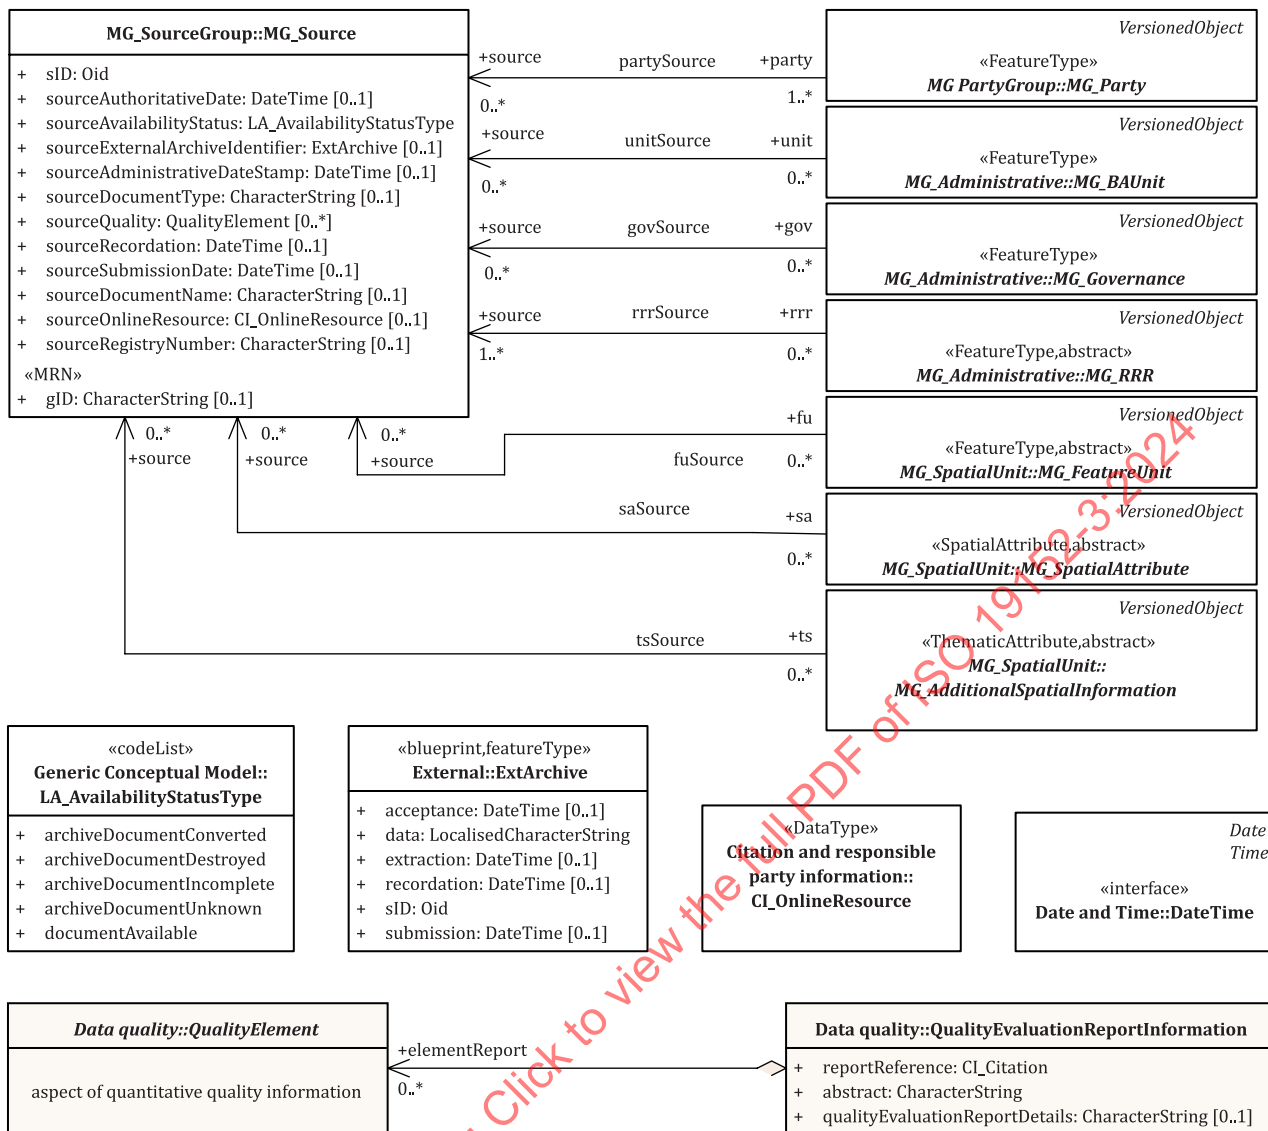 MG_SourceGroup::MG_Source
+ sID: Oid
+ sourceAuthoritativeDate: DateTime [0..1]
+ sourceAvailabilityStatus: LA_AvailabilityStatusType
+ sourceExternalArchiveIdentifier: ExtArchive [0..1]
+ sourceAdministrativeDateStamp: DateTime [0..1]
+ sourceDocumentType: CharacterString [0..1]
+ sourceQuality: QualityElement [0..*]
+ sourceRecordation: DateTime [0..1]
+ sourceSubmissionDate: DateTime [0..1]
+ sourceDocumentName: CharacterString [0..1]
+ sourceOnlineResource: CI_OnlineResource [0..1]
+ sourceRegistryNumber: CharacterString [0..1]
«MRN»
+ gID: CharacterString [0..1]
+source partySource +party
0..* 1..*
VersionedObject
«FeatureType»
MG PartyGroup::MG_Party
+source unitSource +unit
0..* 0..*
VersionedObject
«FeatureType»
MG_Administrative::MG_BAUnit
+source govSource +gov
0..* 0..*
VersionedObject
«FeatureType»
MG_Administrative::MG_Governance
+source rrrSource +rrr
1..* 0..*
VersionedObject
«FeatureType,abstract»
MG_Administrative::MG_RRR
0..*
+source
fuSource
+fu
0..*
VersionedObject
«FeatureType,abstract»
MG_SpatialUnit::MG_FeatureUnit
0..*
+source
saSource
+sa
0..*
VersionedObject
«SpatialAttribute,abstract»
MG_SpatialUnit::MG_SpatialAttribute
0..*
+source
tsSource
+ts
0..*
VersionedObject
«ThematicAttribute,abstract»
MG_SpatialUnit::
MG_AdditionalSpatialInformation
«codeList»
Generic Conceptual Model::
LA_AvailabilityStatusType
+ archiveDocumentConverted
+ archiveDocumentDestroyed
+ archiveDocumentIncomplete
+ archiveDocumentUnknown
+ documentAvailable
«blueprint,featureType»
External::ExtArchive
+ acceptance: DateTime [0..1]
+ data: LocalisedCharacterString
+ extraction: DateTime [0..1]
+ recordation: DateTime [0..1]
+ sID: Oid
+ submission: DateTime [0..1]
«DataType»
Citation and responsible
party information::
CI_OnlineResource
Date
Time
«interface»
Date and Time::DateTime
Data quality::QualityElement
aspect of quantitative quality information
+elementReport
0..*
Data quality::QualityEvaluationReportInformation
+ reportReference: CI_Citation
+ abstract: CharacterString
+ qualityEvaluationReportDetails: CharacterString [0..1]
Click to view the full PDF of ISO 19152-3:2024